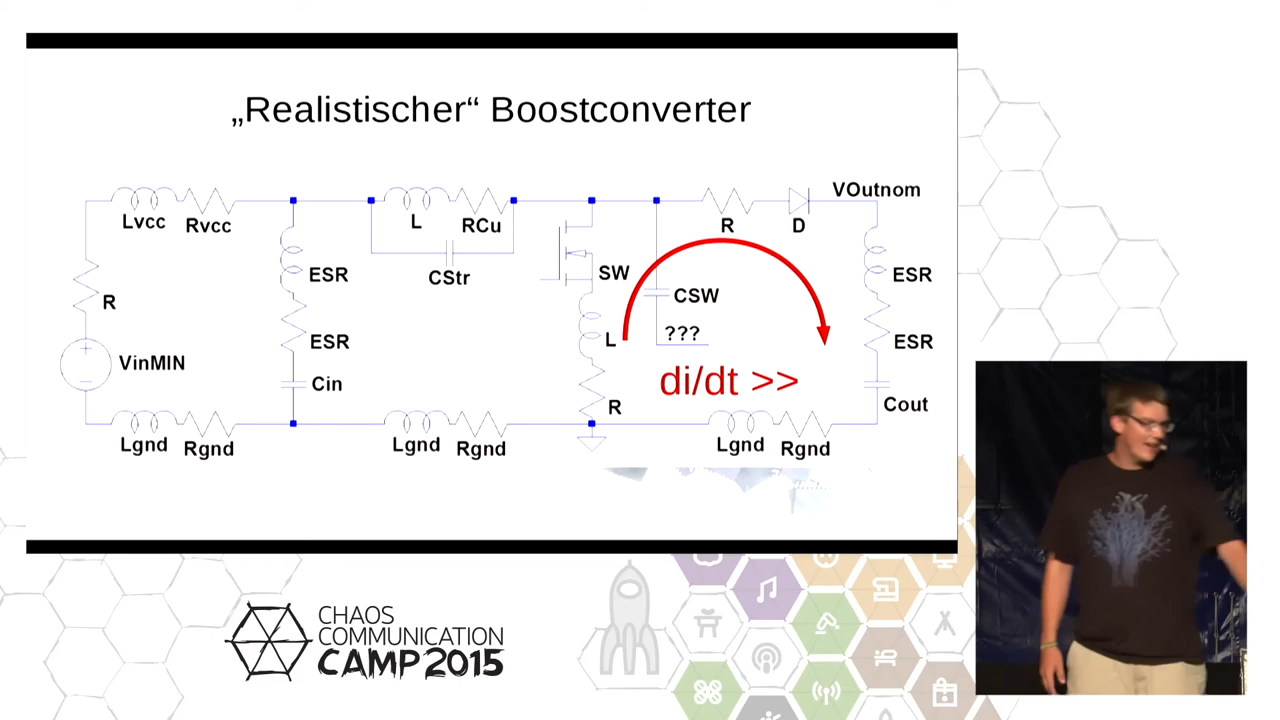 „Realistischer“ Boostconverter
VOutnom
Lvcc Rvcc L RCu R D
CStr
ESR SW ESR
CSW
R
???
ESR L ESR
VinMIN
di/dt >>
Cin
R Cout
Lgnd Rgnd Lgnd Rgnd Lgnd Rgnd
CHAOS
COMMUNICATION
CAMP 2015